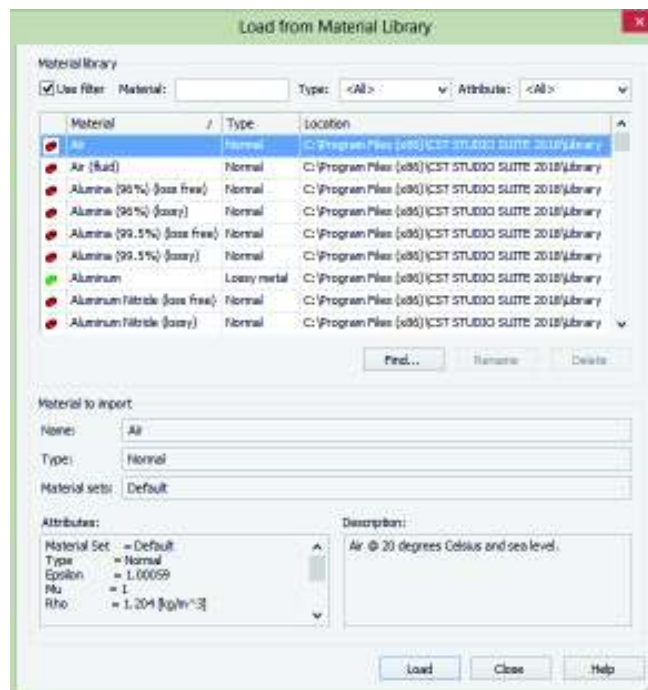 Load from Material Library
Material library
Use filter Material: Type: <All> Attribute: <All>
Material / Type Location
Air Normal C:\Program Files (x86)\CST STUDIO SUITE 2018\Library
Air (fluid) Normal C:\Program Files (x86)\CST STUDIO SUITE 2018\Library
Alumina (96%) (loss free) Normal C:\Program Files (x86)\CST STUDIO SUITE 2018\Library
Alumina (96%) (lossy) Normal C:\Program Files (x86)\CST STUDIO SUITE 2018\Library
Alumina (99.5%) (loss free) Normal C:\Program Files (x86)\CST STUDIO SUITE 2018\Library
Alumina (99.5%) (lossy) Normal C:\Program Files (x86)\CST STUDIO SUITE 2018\Library
Aluminum Lossy metal C:\Program Files (x86)\CST STUDIO SUITE 2018\Library
Aluminum Nitride (loss free) Normal C:\Program Files (x86)\CST STUDIO SUITE 2018\Library
Aluminum Nitride (lossy) Normal C:\Program Files (x86)\CST STUDIO SUITE 2018\Library
Find... Rename Delete
Material to import
Name: Air
Type: Normal
Material sets: Default
Attributes:
Material Set = Default
Type = Normal
Epsilon = 1.00059
Mu = 1
Rho = 1.204 [kg/m^3]
Description:
Air @ 20 degrees Celsius and sea level.
Load Close Help